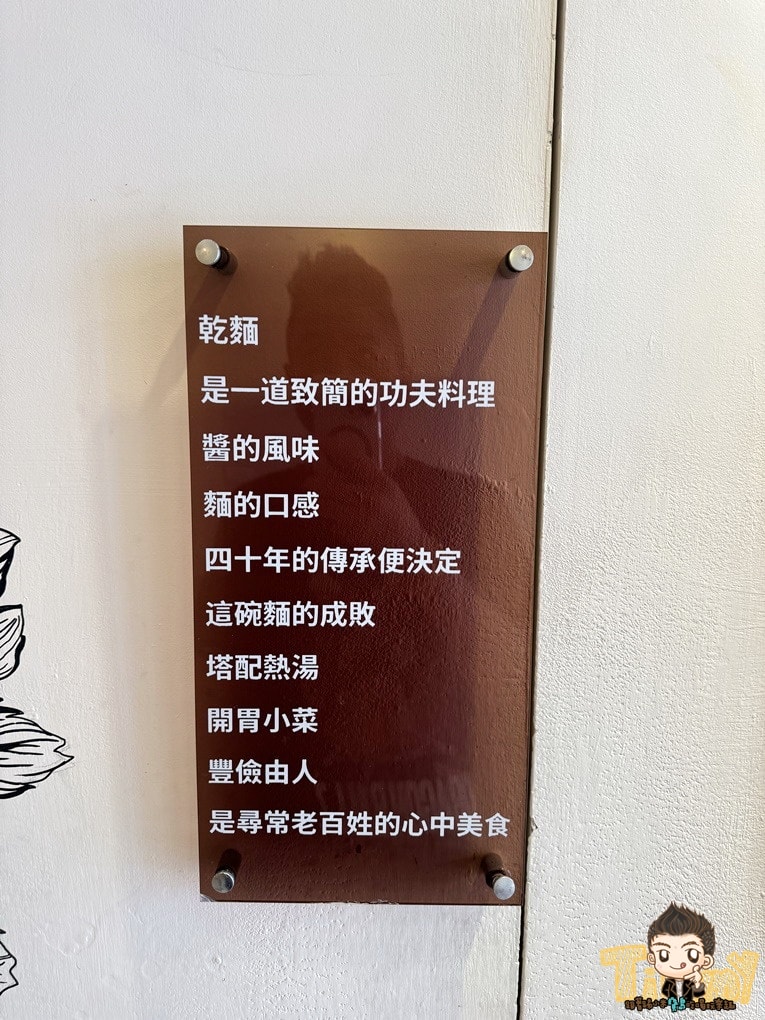 乾麵
是一道致簡的功夫料理
醬的風味
麵的口感
四十年的傳承便決定
這碗麵的成敗
塔配熱湯
開胃小菜
豐儉由人
是尋常老百姓的心中美食